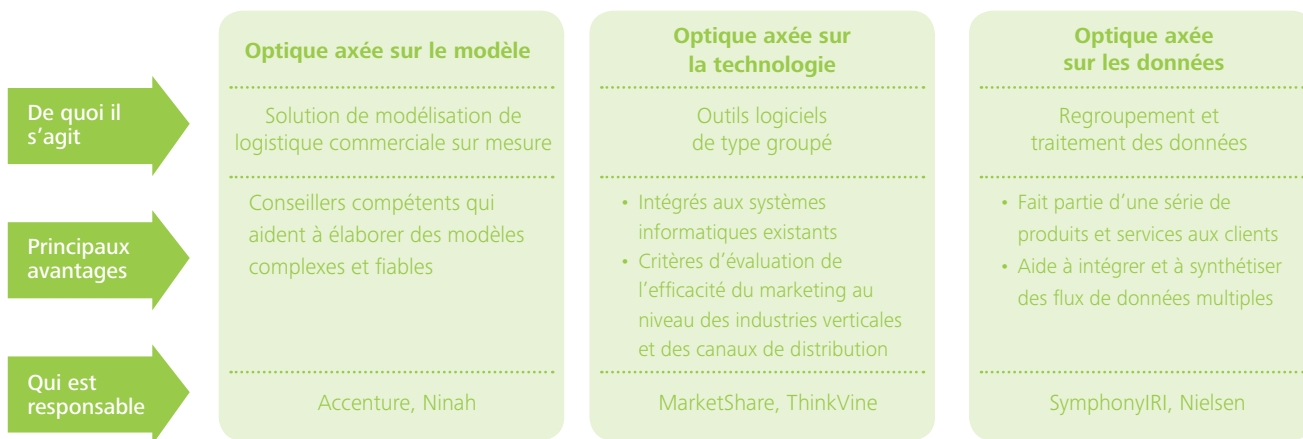 Optique axée sur le modèle
Optique axée sur
la technologie
Optique axée
sur les données
De quoi il
s’agit
Solution de modélisation de
logistique commerciale sur mesure
Outils logiciels
de type groupé
Regroupement et
traitement des données
Principaux
avantages
Conseillers compétents qui
aident à élaborer des modèles
complexes et fiables
• Intégrés aux systèmes
informatiques existants
• Critères d’évaluation de
l’efficacité du marketing au
niveau des industries verticales
et des canaux de distribution
• Fait partie d’une série de
produits et services aux clients
• Aide à intégrer et à synthétiser
des flux de données multiples
Qui est
responsable
Accenture, Ninah
MarketShare, ThinkVine
SymphonyIRI, Nielsen